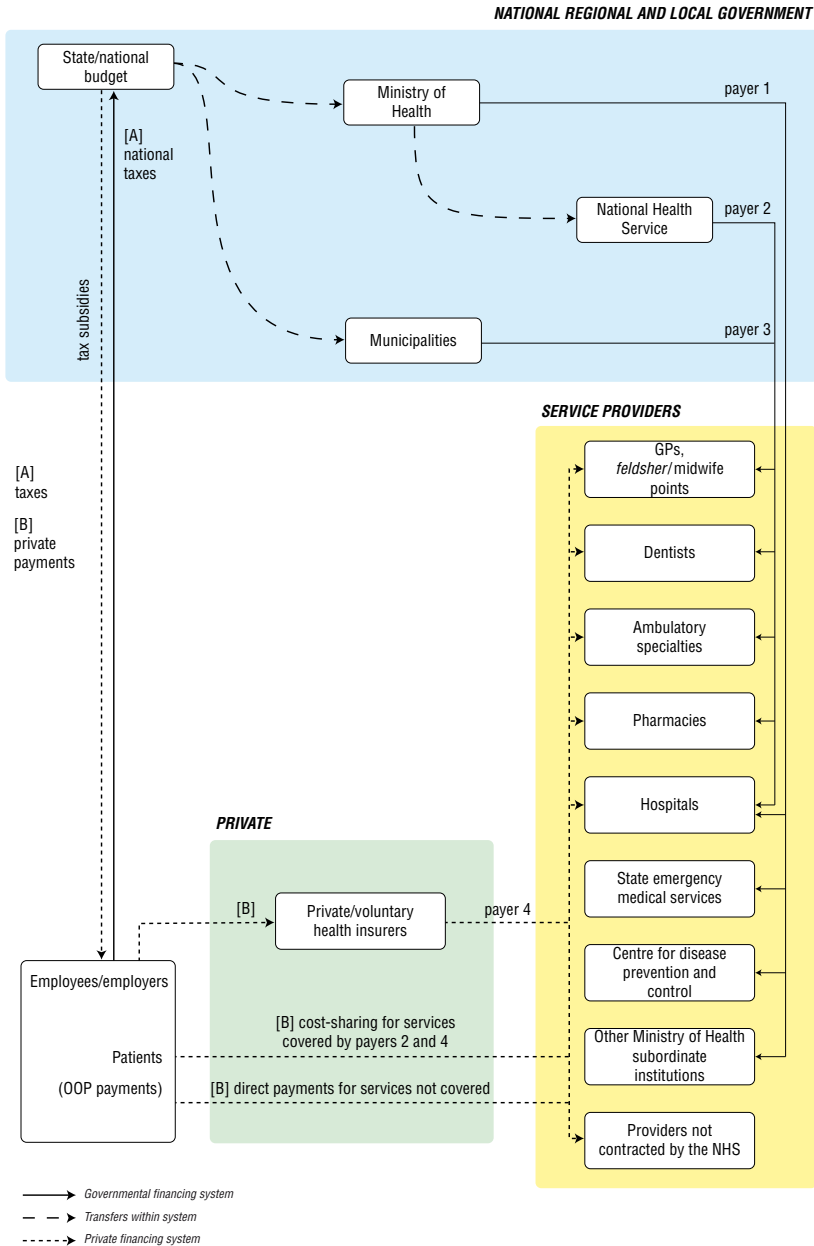 NATIONAL REGIONAL AND LOCAL GOVERNMENT
State/national
budget
Ministry of
Health
payer 1
[A]
national
taxes
National Health
Service
payer 2
tax subsidies
Municipalities
payer 3
SERVICE PROVIDERS
GPs,
feldsher/midwife
points
[A]
taxes
[B]
private
payments
Dentists
Ambulatory
specialties
Pharmacies
Hospitals
PRIVATE
State emergency
medical services
[B]
Private/voluntary
health insurers
payer 4
Centre for disease
prevention and
control
Employees/employers
[B] cost-sharing for services
covered by payers 2 and 4
Patients
Other Ministry of Health
subordinate
institutions
(OOP payments)
[B] direct payments for services not covered
Providers not
contracted by the NHS
Governmental financing system
Transfers within system
Private financing system